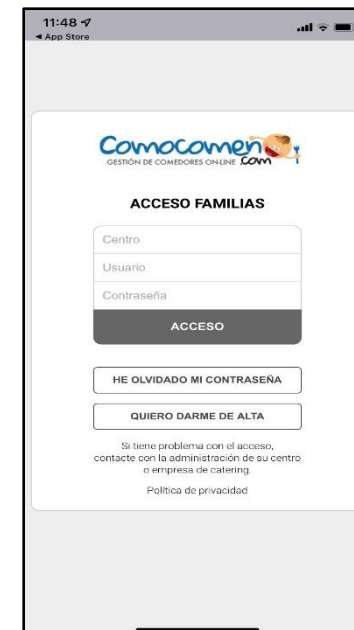 11:48
◀ App Store
Comocomen
GESTIÓN DE COMEDORES ON-LINE .com
ACCESO FAMILIAS
Centro
Usuario
Contraseña
ACCESO
HE OLVIDADO MI CONTRASEÑA
QUIERO DARME DE ALTA
Si tiene problema con el acceso,
contacte con la administración de su centro
o empresa de catering.
Política de privacidad